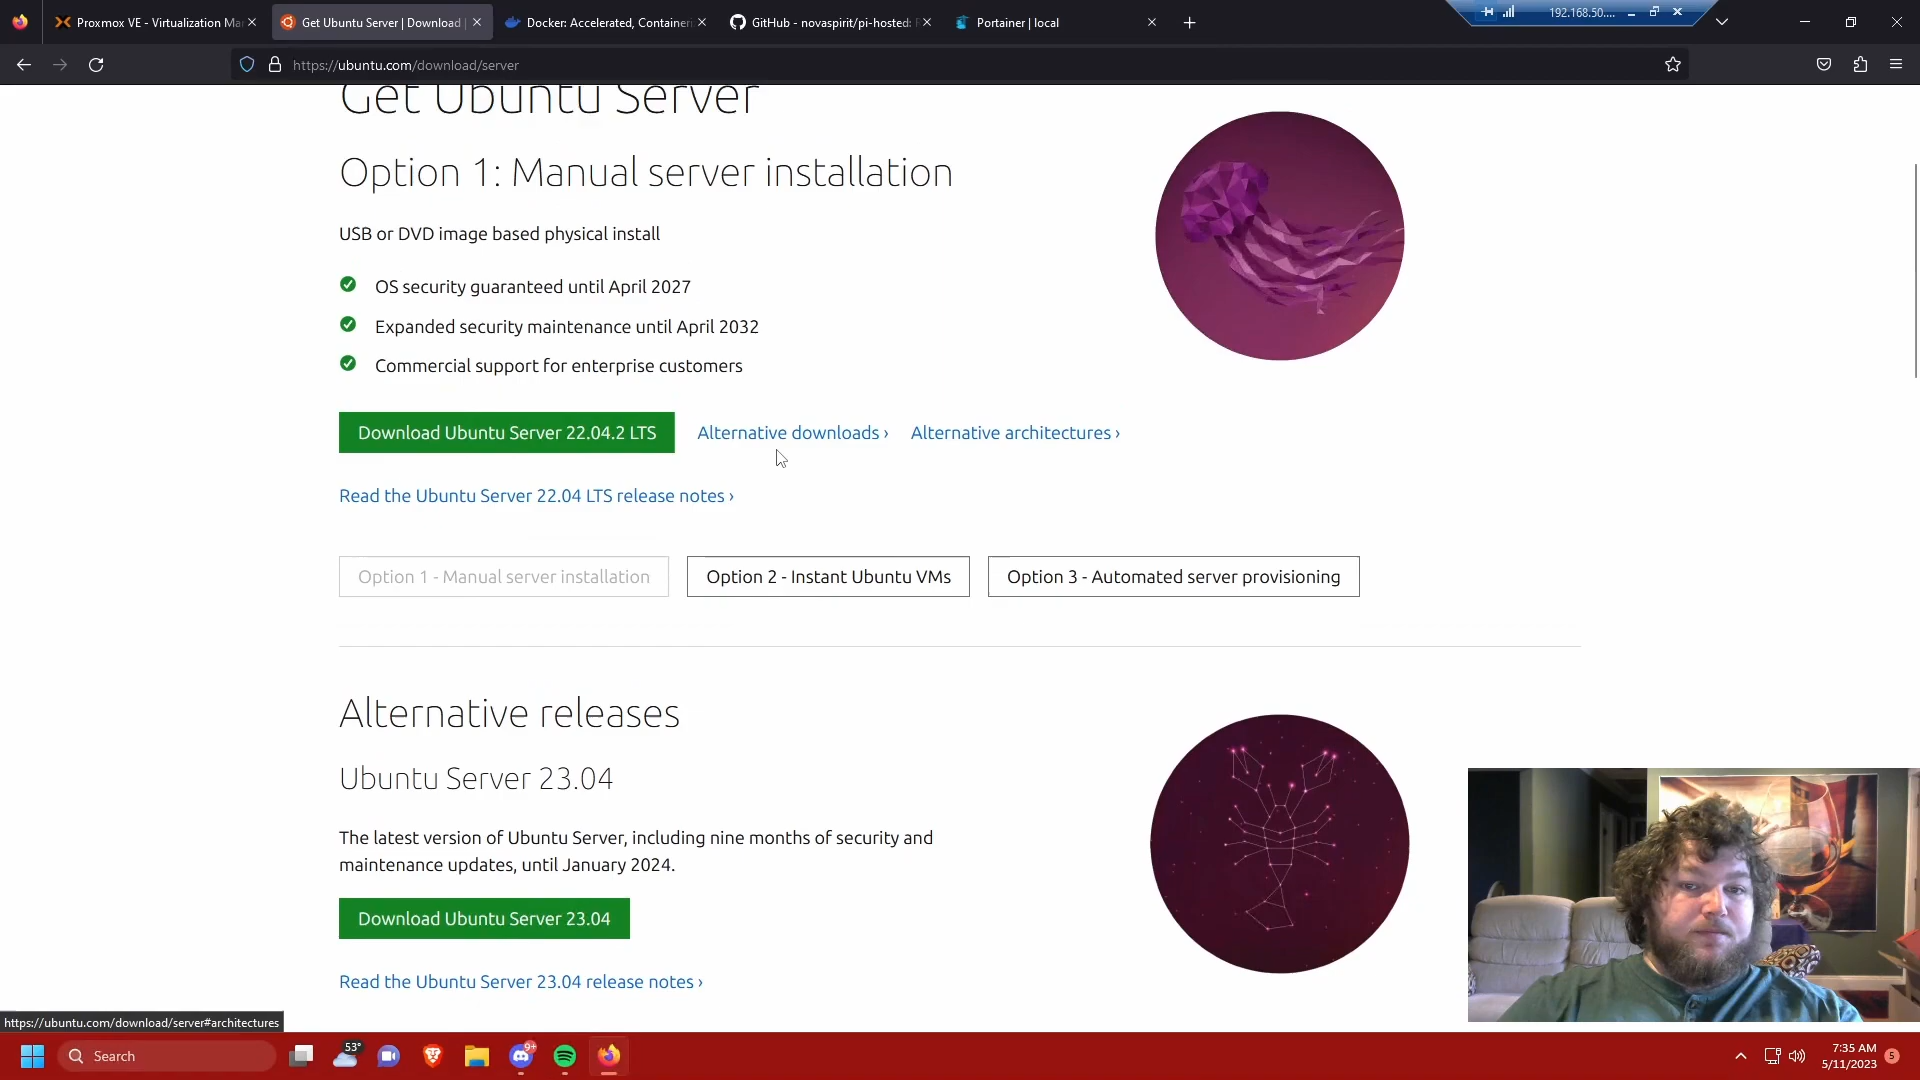 Proxmox VE - Virtualization Ma
Get Ubuntu Server | Download |
Docker: Accelerated, Containeri
GitHub - novaspirit/pi-hosted:
Portainer | local
192.168.50....
https://ubuntu.com/download/server
Get Ubuntu Server
Option 1: Manual server installation
USB or DVD image based physical install
OS security guaranteed until April 2027
Expanded security maintenance until April 2032
Commercial support for enterprise customers
Download Ubuntu Server 22.04.2 LTS
Alternative downloads ›
Alternative architectures ›
Read the Ubuntu Server 22.04 LTS release notes ›
Option 1 - Manual server installation
Option 2 - Instant Ubuntu VMs
Option 3 - Automated server provisioning
Alternative releases
Ubuntu Server 23.04
The latest version of Ubuntu Server, including nine months of security and
maintenance updates, until January 2024.
Download Ubuntu Server 23.04
Read the Ubuntu Server 23.04 release notes ›
https://ubuntu.com/download/server#architectures
Search
53°
9+
7:35 AM
5/11/2023
5